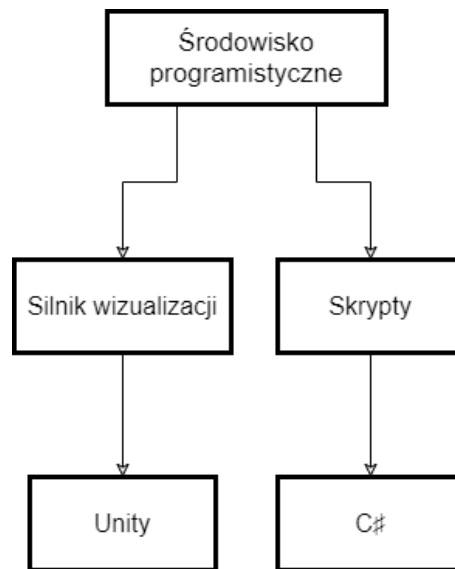 Środowisko
programistyczne
Silnik wizualizacji
Skrypty
Unity
C♯